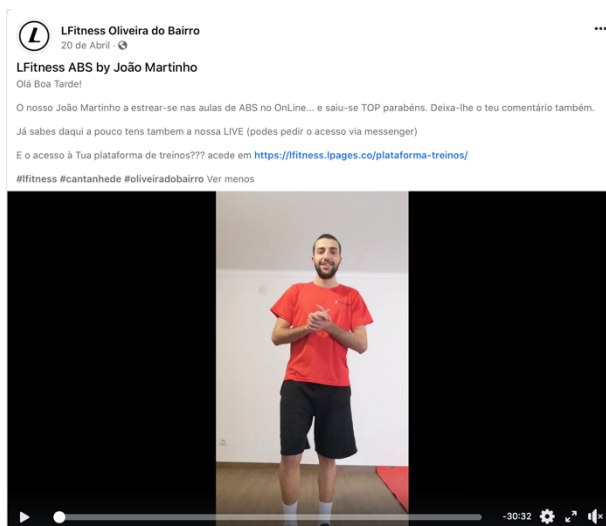 LFitness Oliveira do Bairro
20 de Abril ·
LFitness ABS by João Martinho
Olá Boa Tarde!
O nosso João Martinho a estrear-se nas aulas de ABS no OnLine... e saiu-se TOP parabéns. Deixa-lhe o teu comentário também.
Já sabes daqui a pouco tens tambem a nossa LIVE (podes pedir o acesso via messenger)
E o acesso à Tua plataforma de treinos??? acede em https://lfitness.lpages.co/plataforma-treinos/
#lfitness #cantanhede #oliveiradobairro Ver menos
-30:32